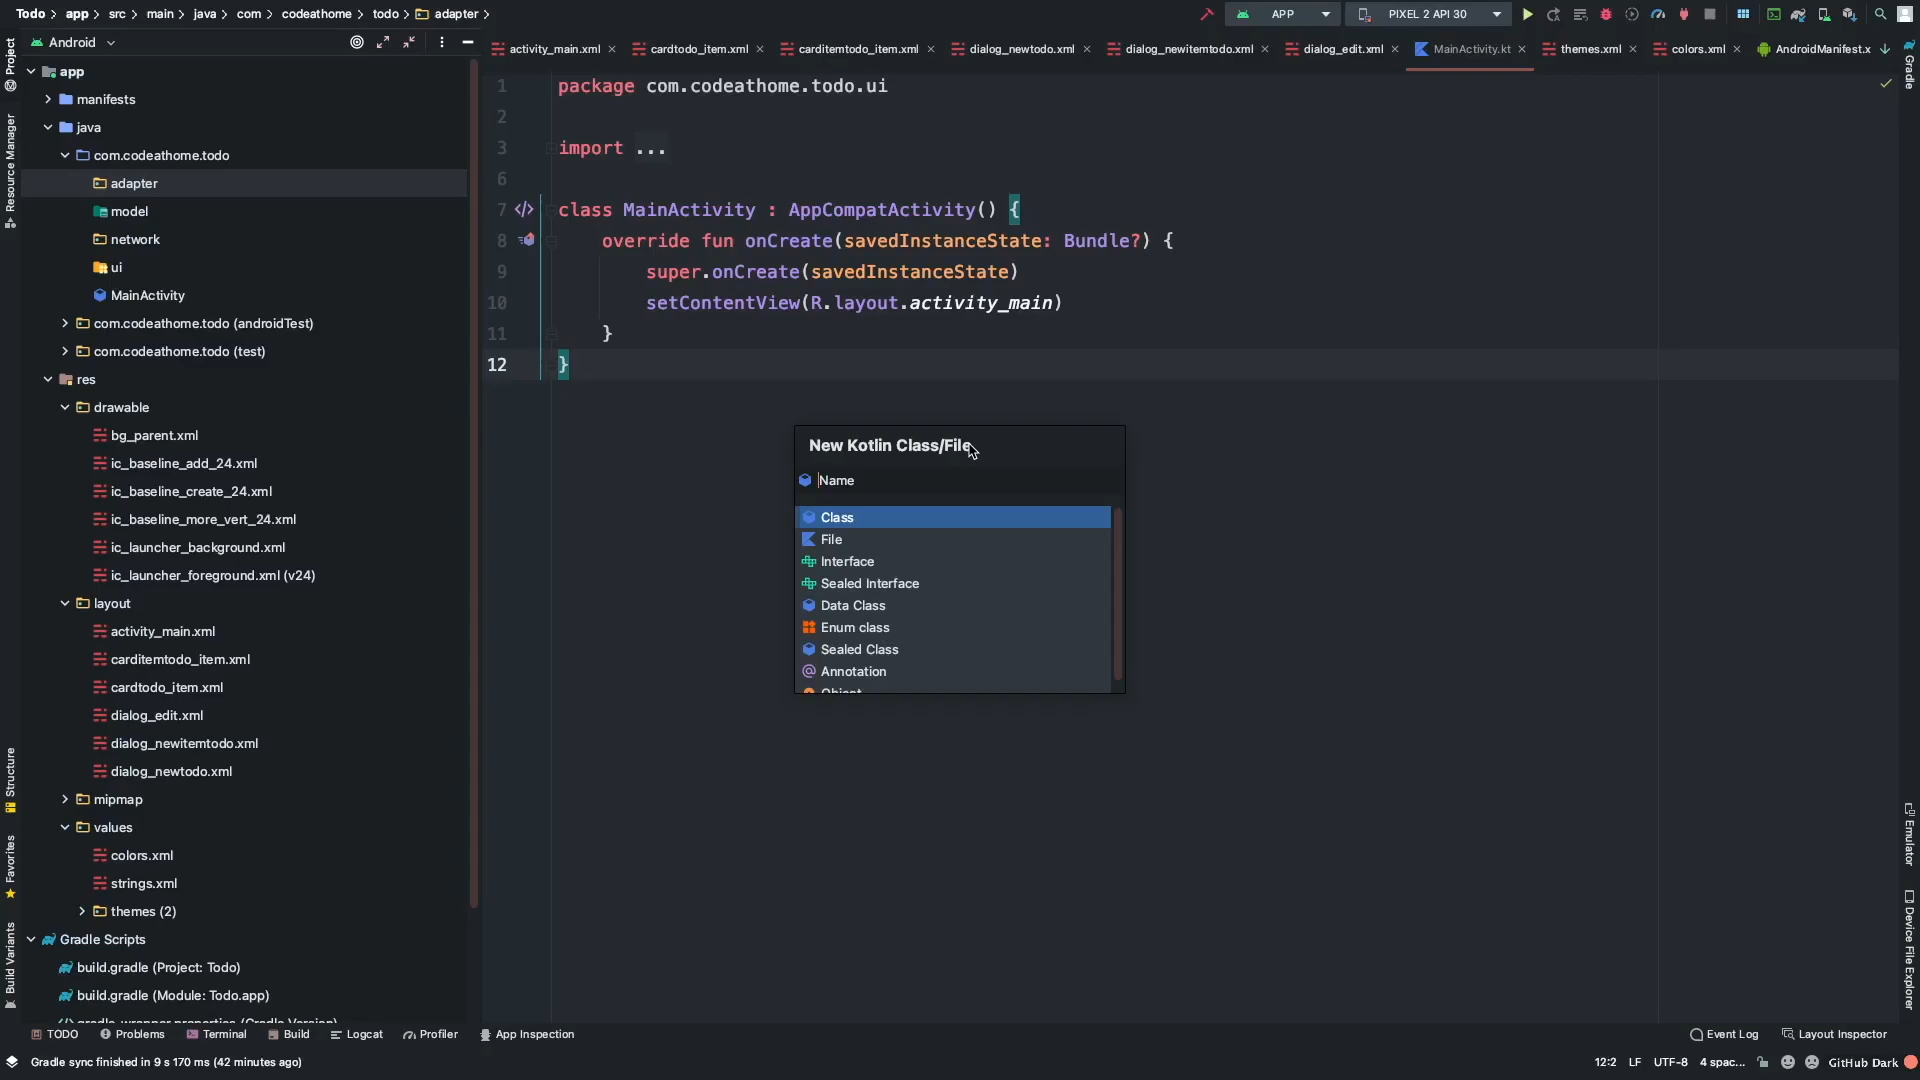 Todo app src main java com codeathome todo adapter
APP PIXEL 2 API 30
Project
Android
activity_main.xml cardtodo_item.xml carditemtodo_item.xml dialog_newtodo.xml dialog_newitemtodo.xml dialog_edit.xml MainActivity.kt themes.xml colors.xml AndroidManifest.x
Gradle
Resource Manager
Structure
Favorites
Build Variants
app
manifests
java
com.codeathome.todo
adapter
model
network
ui
MainActivity
com.codeathome.todo (androidTest)
com.codeathome.todo (test)
res
drawable
bg_parent.xml
ic_baseline_add_24.xml
ic_baseline_create_24.xml
ic_baseline_more_vert_24.xml
ic_launcher_background.xml
ic_launcher_foreground.xml (v24)
layout
activity_main.xml
carditemtodo_item.xml
cardtodo_item.xml
dialog_edit.xml
dialog_newitemtodo.xml
dialog_newtodo.xml
mipmap
values
colors.xml
strings.xml
themes (2)
Gradle Scripts
build.gradle (Project: Todo)
build.gradle (Module: Todo.app)
gradle-wrapper.properties (Gradle Version)
1 package com.codeathome.todo.ui
2
3 import ...
6
7 class MainActivity : AppCompatActivity() {
8 override fun onCreate(savedInstanceState: Bundle?) {
9 super.onCreate(savedInstanceState)
10 setContentView(R.layout.activity_main)
11 }
12 }
New Kotlin Class/File
Name
Class
File
Interface
Sealed Interface
Data Class
Enum class
Sealed Class
Annotation
Object
Emulator
Device File Explorer
TODO Problems Terminal Build Logcat Profiler App Inspection Event Log Layout Inspector
Gradle sync finished in 9 s 170 ms (42 minutes ago) 12:2 LF UTF-8 4 spac... GitHub Dark